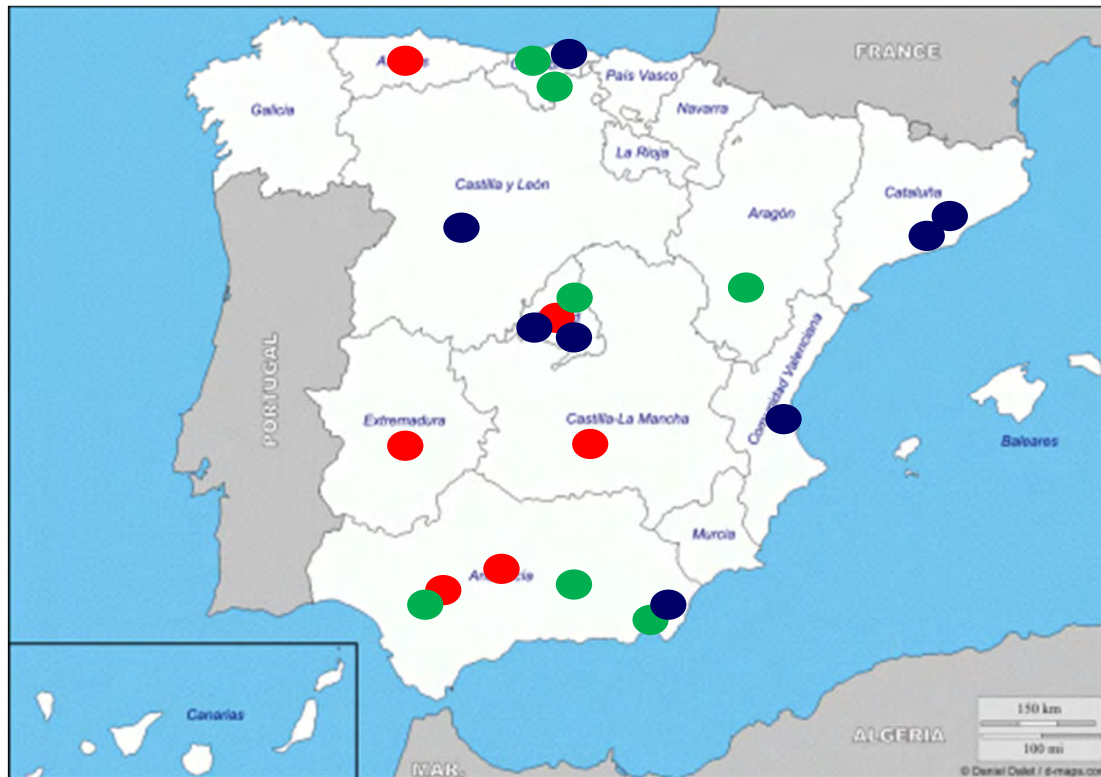 FRANCE
País Vasco
Galicia
Navarra
La Rioja
Castilla y León
Cataluña
Aragón
PORTUGAL
Comunidad Valenciana
Extremadura
Castilla-La Mancha
Baleares
Murcia
Canarias
150 km
ALGERIA
100 mi
MAR.
© Daniel Dalet / d-maps.com